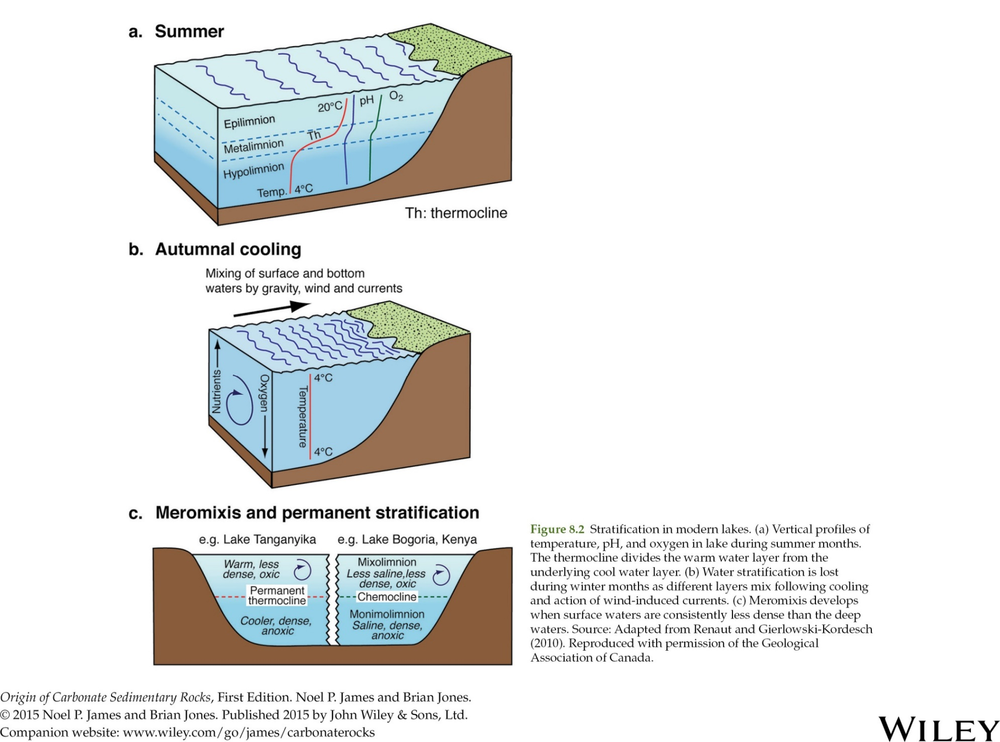 a. Summer
20°C
pH
O2
Epilimnion
Th
Metalimnion
Hypolimnion
Temp.
4°C
Th: thermocline
b. Autumnal cooling
Mixing of surface and bottom
waters by gravity, wind and currents
Nutrients
Oxygen
Temperature
4°C
4°C
c. Meromixis and permanent stratification
e.g. Lake Tanganyika
e.g. Lake Bogoria, Kenya
Warm, less
dense, oxic
Permanent
thermocline
Cooler, dense,
anoxic
Mixolimnion
Less saline,less
dense, oxic
Chemocline
Monimolimnion
Saline, dense,
anoxic
Figure 8.2 Stratification in modern lakes. (a) Vertical profiles of
temperature, pH, and oxygen in lake during summer months.
The thermocline divides the warm water layer from the
underlying cool water layer. (b) Water stratification is lost
during winter months as different layers mix following cooling
and action of wind-induced currents. (c) Meromixis develops
when surface waters are consistently less dense than the deep
waters. Source: Adapted from Renaut and Gierlowski-Kordesch
(2010). Reproduced with permission of the Geological
Association of Canada.
Origin of Carbonate Sedimentary Rocks, First Edition. Noel P. James and Brian Jones.
© 2015 Noel P. James and Brian Jones. Published 2015 by John Wiley & Sons, Ltd.
Companion website: www.wiley.com/go/james/carbonaterocks
WILEY